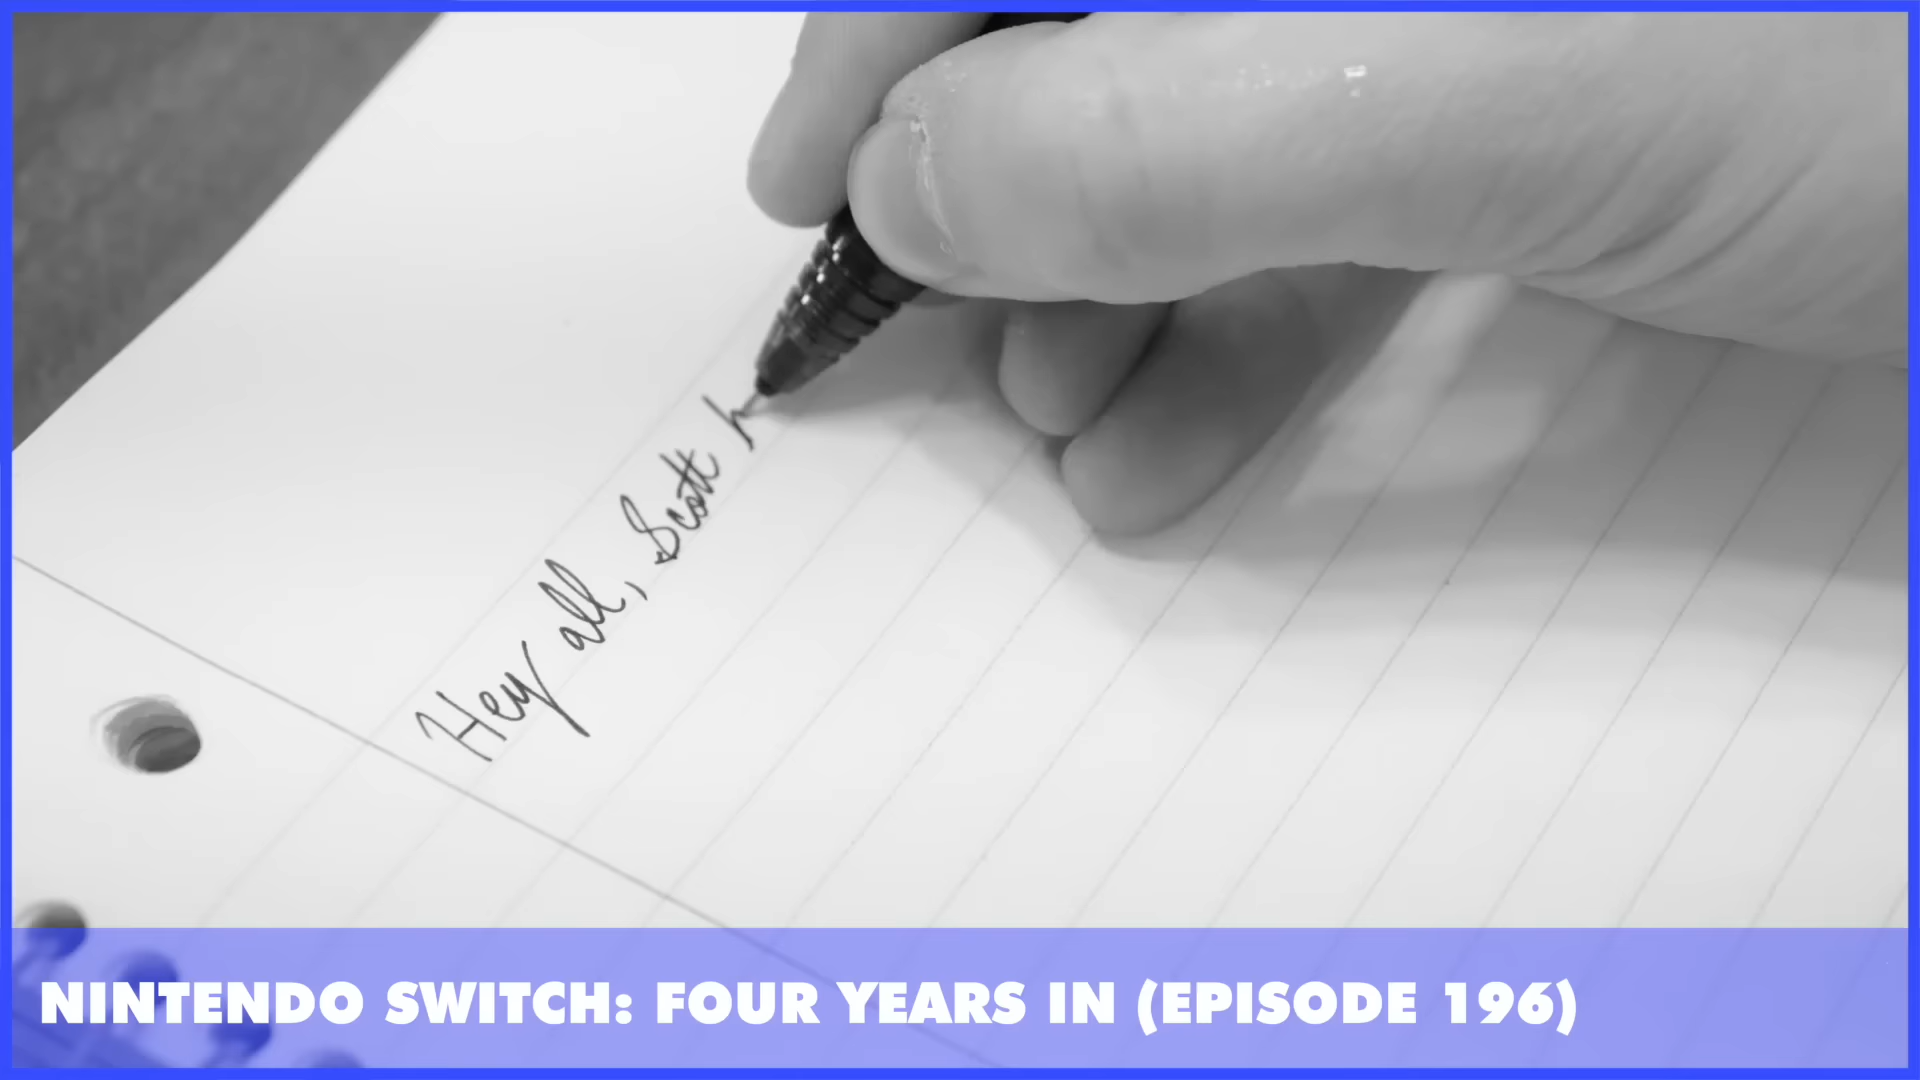 Hey all, Scott h
NINTENDO SWITCH: FOUR YEARS IN (EPISODE 196)